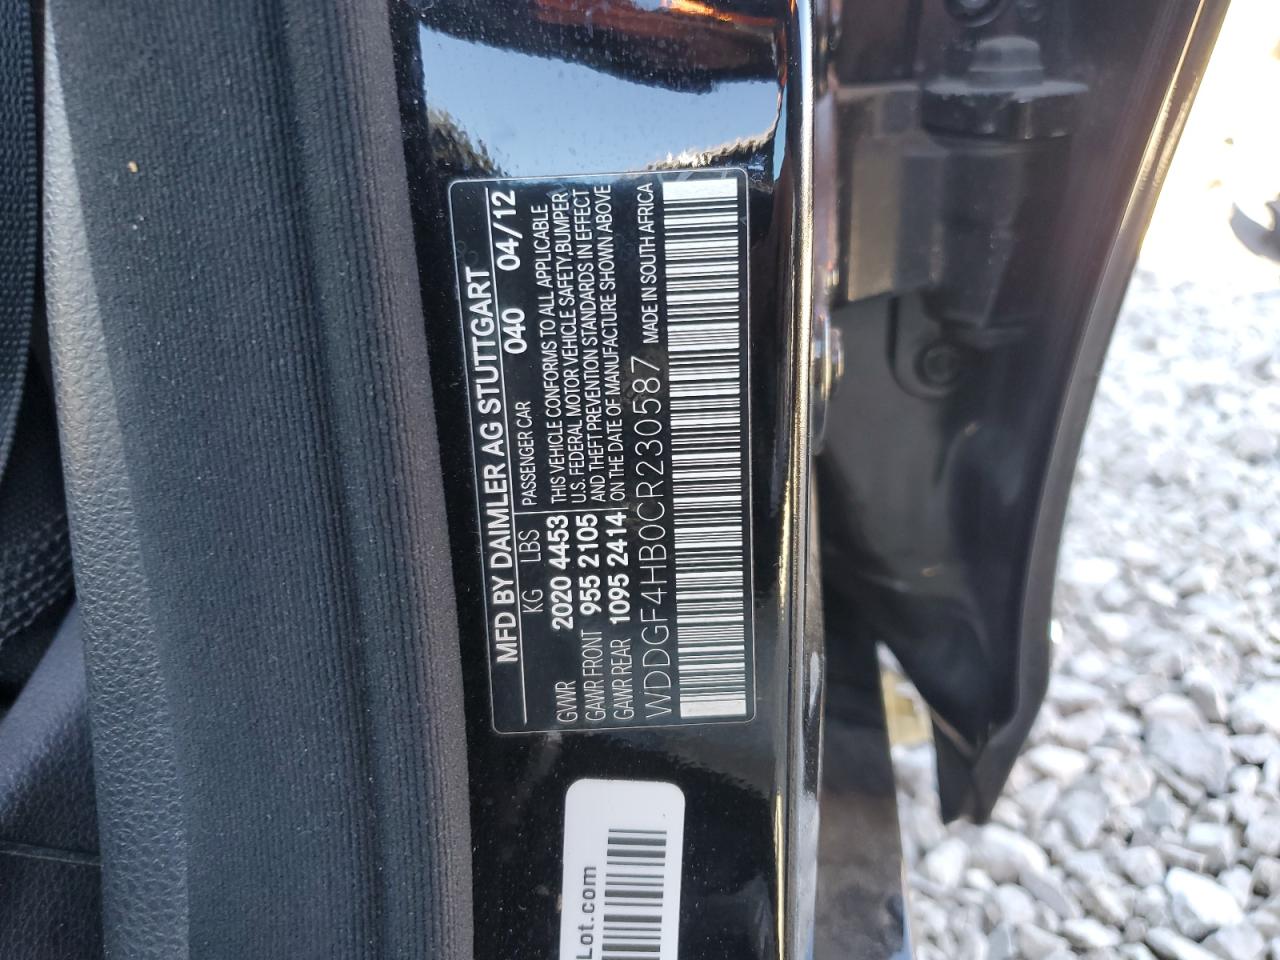 MFD BY DAIMLER AG STUTTGART
KG LBS PASSENGER CAR 040 04/12
GVWR 2020 4453 THIS VEHICLE CONFORMS TO ALL APPLICABLE
GAWR FRONT 955 2105 U.S. FEDERAL MOTOR VEHICLE SAFETY,BUMPER,
GAWR REAR 1095 2414 AND THEFT PREVENTION STANDARDS IN EFFECT
ON THE DATE OF MANUFACTURE SHOWN ABOVE
WDDGF4HB0CR230587 MADE IN SOUTH AFRICA
Lot.com